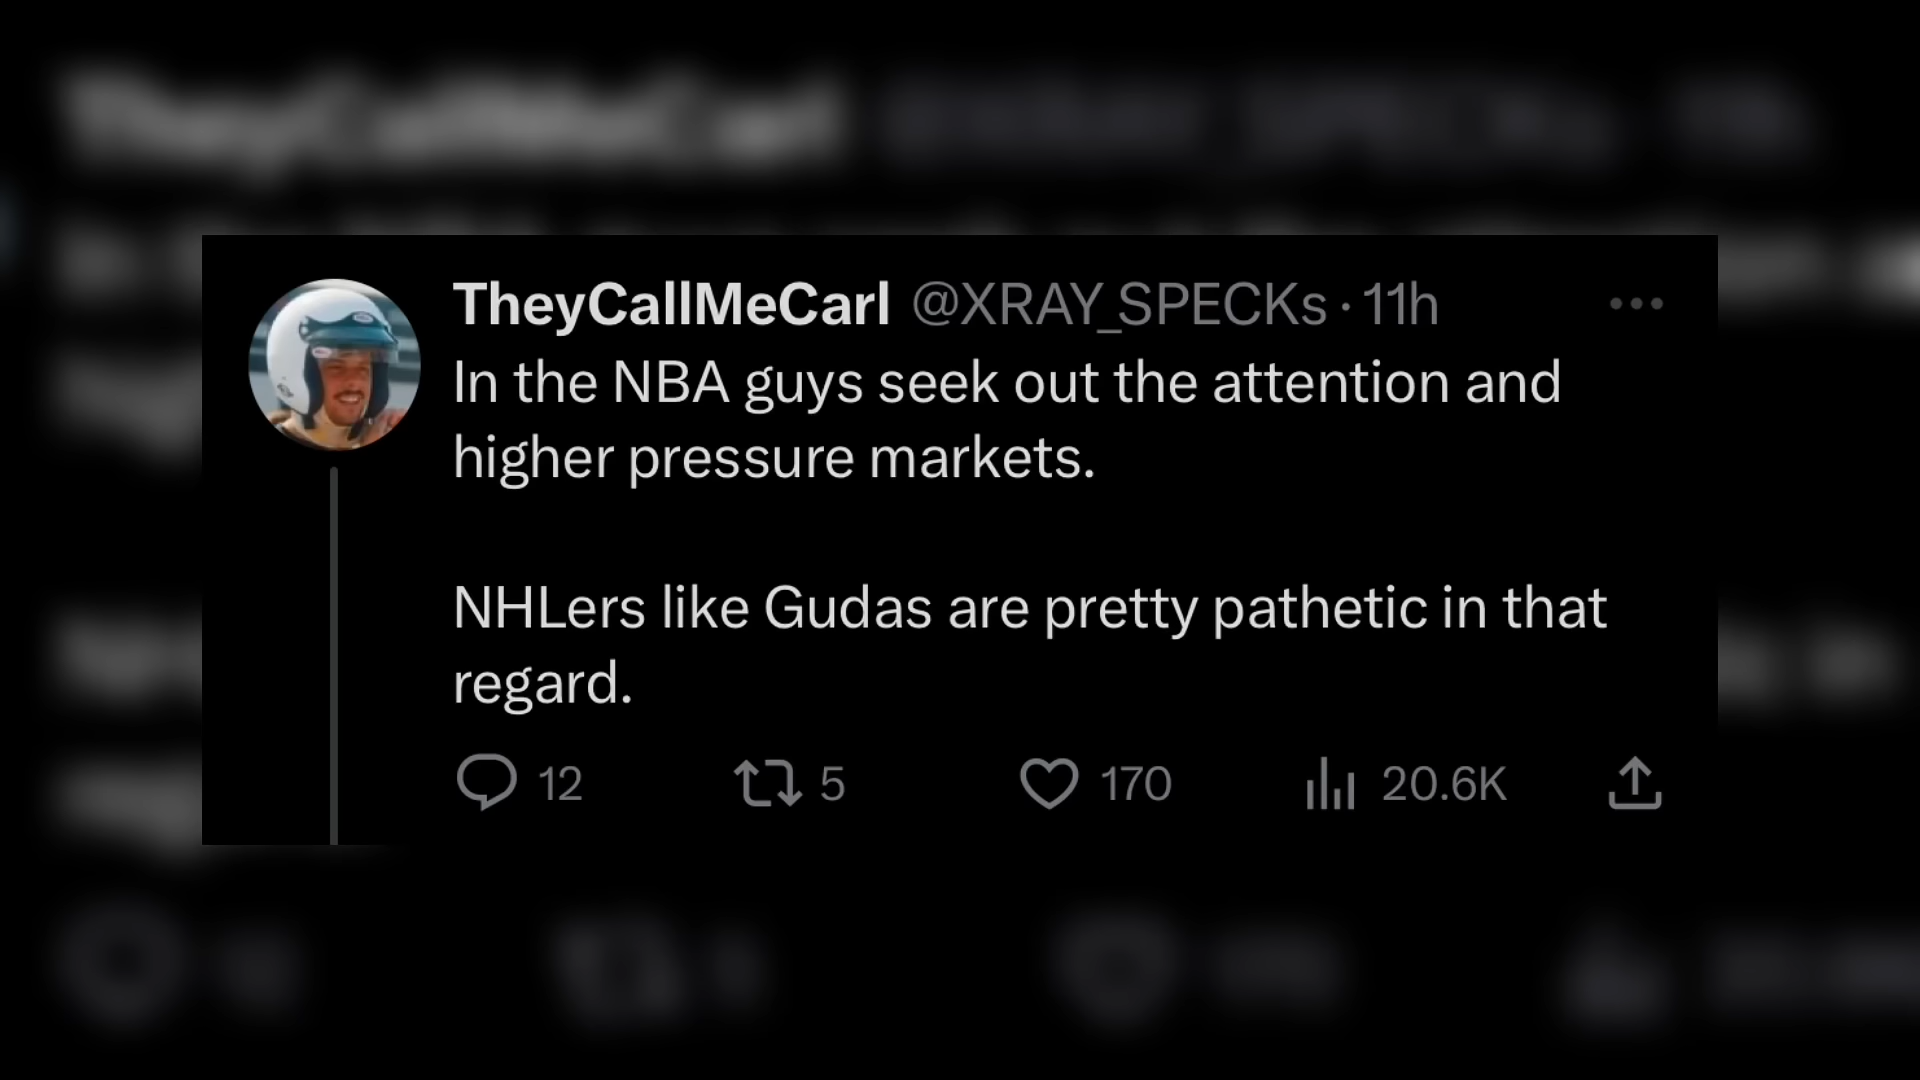 TheyCallMeCarl @XRAY_SPECKs · 11h
In the NBA guys seek out the attention and
higher pressure markets.
NHLers like Gudas are pretty pathetic in that
regard.
12 5 170 20.6K